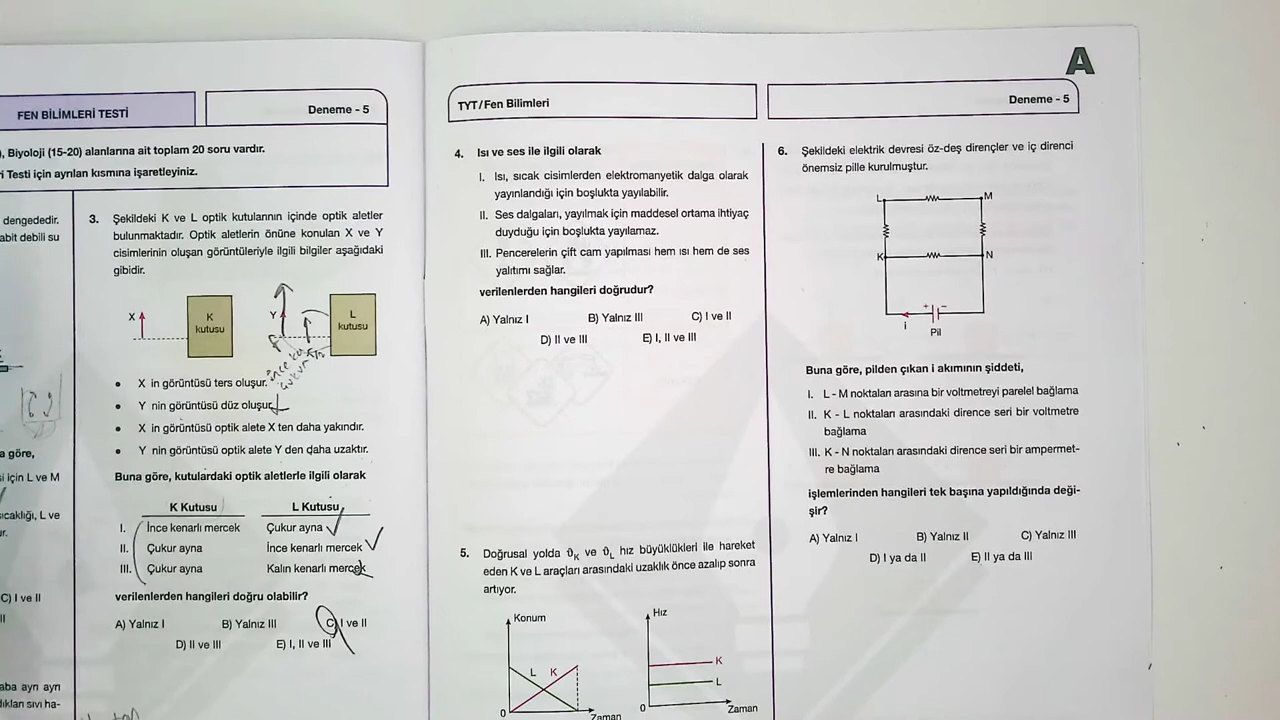 FEN BİLİMLERİ TESTİ
Deneme - 5
), Biyoloji (15-20) alanlarına ait toplam 20 soru vardır.
i Testi için ayrılan kısmına işaretleyiniz.
dengededir.
abit debili su
a göre,
si için L ve M
sıcaklığı, L ve
ur.
C) I ve II
II
aba ayrı ayrı
dıkları sıvı ha-
3. Şekildeki K ve L optik kutularının içinde optik aletler
bulunmaktadır. Optik aletlerin önüne konulan X ve Y
cisimlerinin oluşan görüntüleriyle ilgili bilgiler aşağıdaki
gibidir.
X
K
kutusu
Y
L
kutusu
• X in görüntüsü ters oluşur.
• Y nin görüntüsü düz oluşur.
• X in görüntüsü optik alete X ten daha yakındır.
• Y nin görüntüsü optik alete Y den daha uzaktır.
Buna göre, kutulardaki optik aletlerle ilgili olarak
K Kutusu L Kutusu
I. İnce kenarlı mercek Çukur ayna
II. Çukur ayna İnce kenarlı mercek
III. Çukur ayna Kalın kenarlı mercek
verilenlerden hangileri doğru olabilir?
A) Yalnız I B) Yalnız III C) I ve II
D) II ve III E) I, II ve III
TYT/Fen Bilimleri
4. Isı ve ses ile ilgili olarak
I. Isı, sıcak cisimlerden elektromanyetik dalga olarak
yayınlandığı için boşlukta yayılabilir.
II. Ses dalgaları, yayılmak için maddesel ortama ihtiyaç
duyduğu için boşlukta yayılamaz.
III. Pencerelerin çift cam yapılması hem ısı hem de ses
yalıtımı sağlar.
verilenlerden hangileri doğrudur?
A) Yalnız I B) Yalnız III C) I ve II
D) II ve III E) I, II ve III
5. Doğrusal yolda ϑK ve ϑL hız büyüklükleri ile hareket
eden K ve L araçları arasındaki uzaklık önce azalıp sonra
artıyor.
Konum
L K
0
Zaman
Hız
K
L
0
Zaman
A
Deneme - 5
6. Şekildeki elektrik devresi öz-deş dirençler ve iç direnci
önemsiz pille kurulmuştur.
L M
K N
+ −
i
Pil
Buna göre, pilden çıkan i akımının şiddeti,
I. L - M noktaları arasına bir voltmetreyi parelel bağlama
II. K - L noktaları arasındaki dirence seri bir voltmetre
bağlama
III. K - N noktaları arasındaki dirence seri bir ampermet-
re bağlama
işlemlerinden hangileri tek başına yapıldığında deği-
şir?
A) Yalnız I B) Yalnız II C) Yalnız III
D) I ya da II E) II ya da III